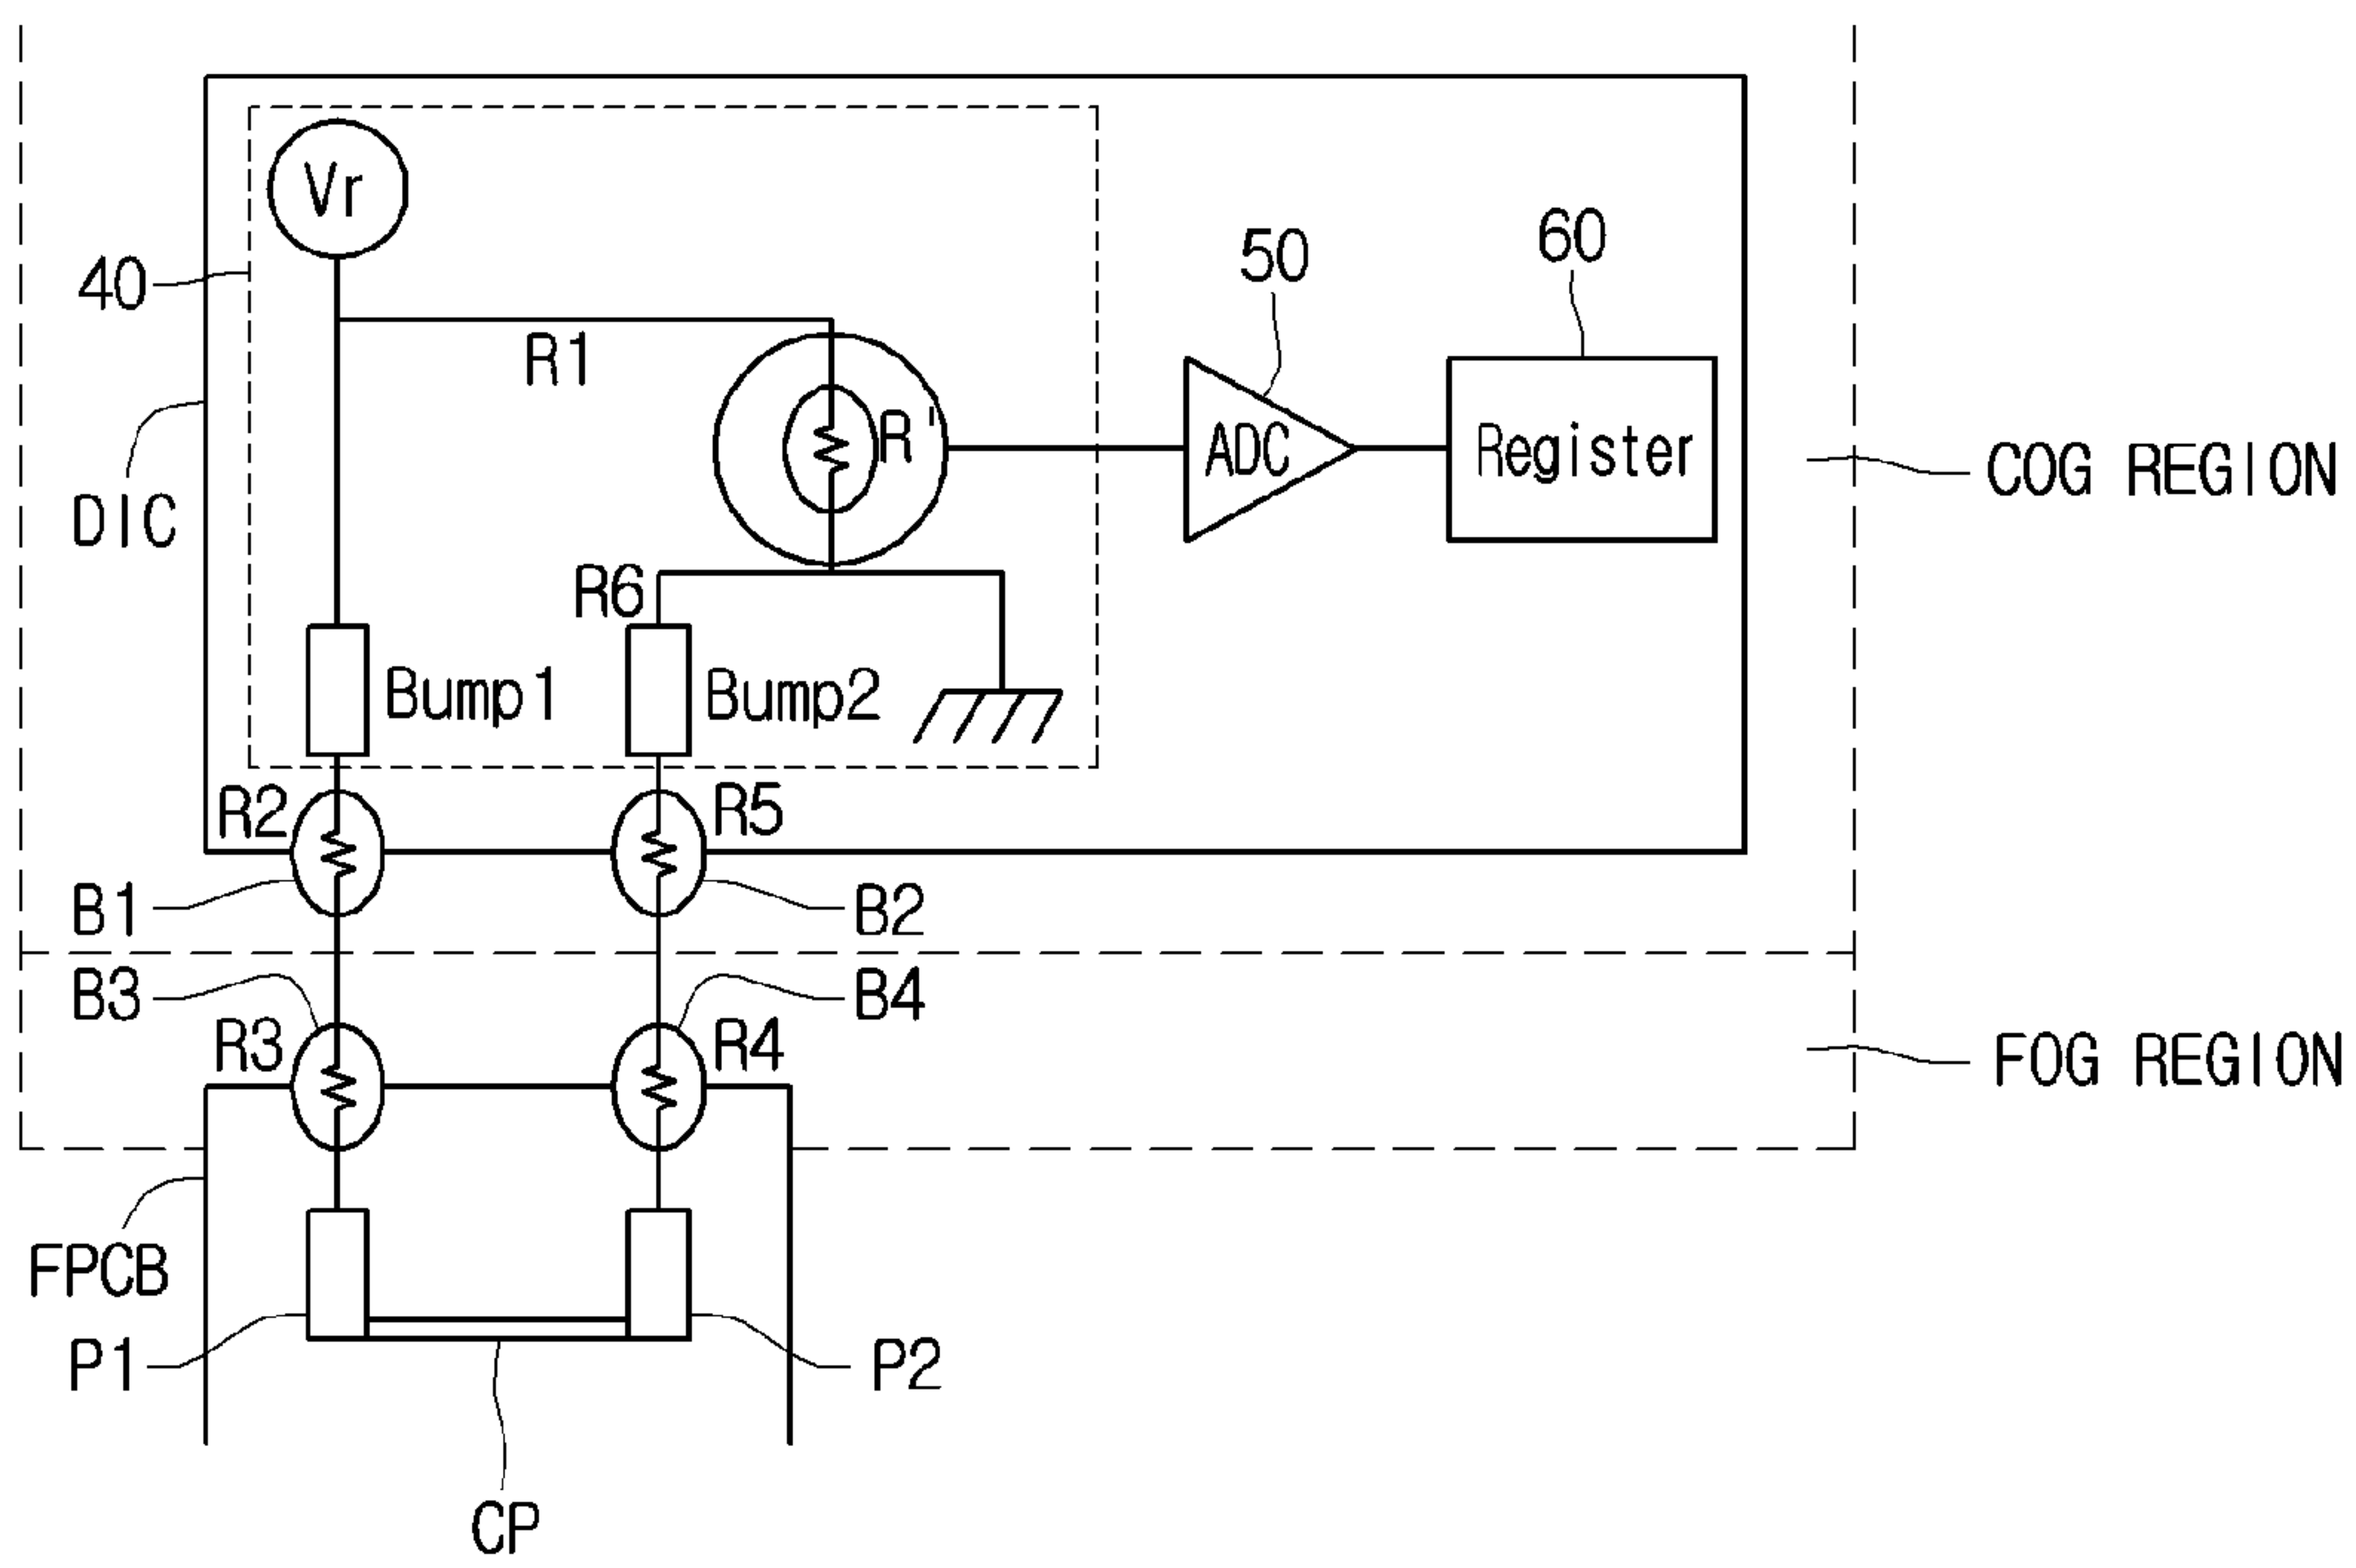 Vr
60
50
40
R1
R'
ADC
Register
COG REGION
DIC
R6
Bump1
Bump2
R2
R5
B1
B2
B3
B4
R3
R4
FOG REGION
FPCB
P1
P2
CP